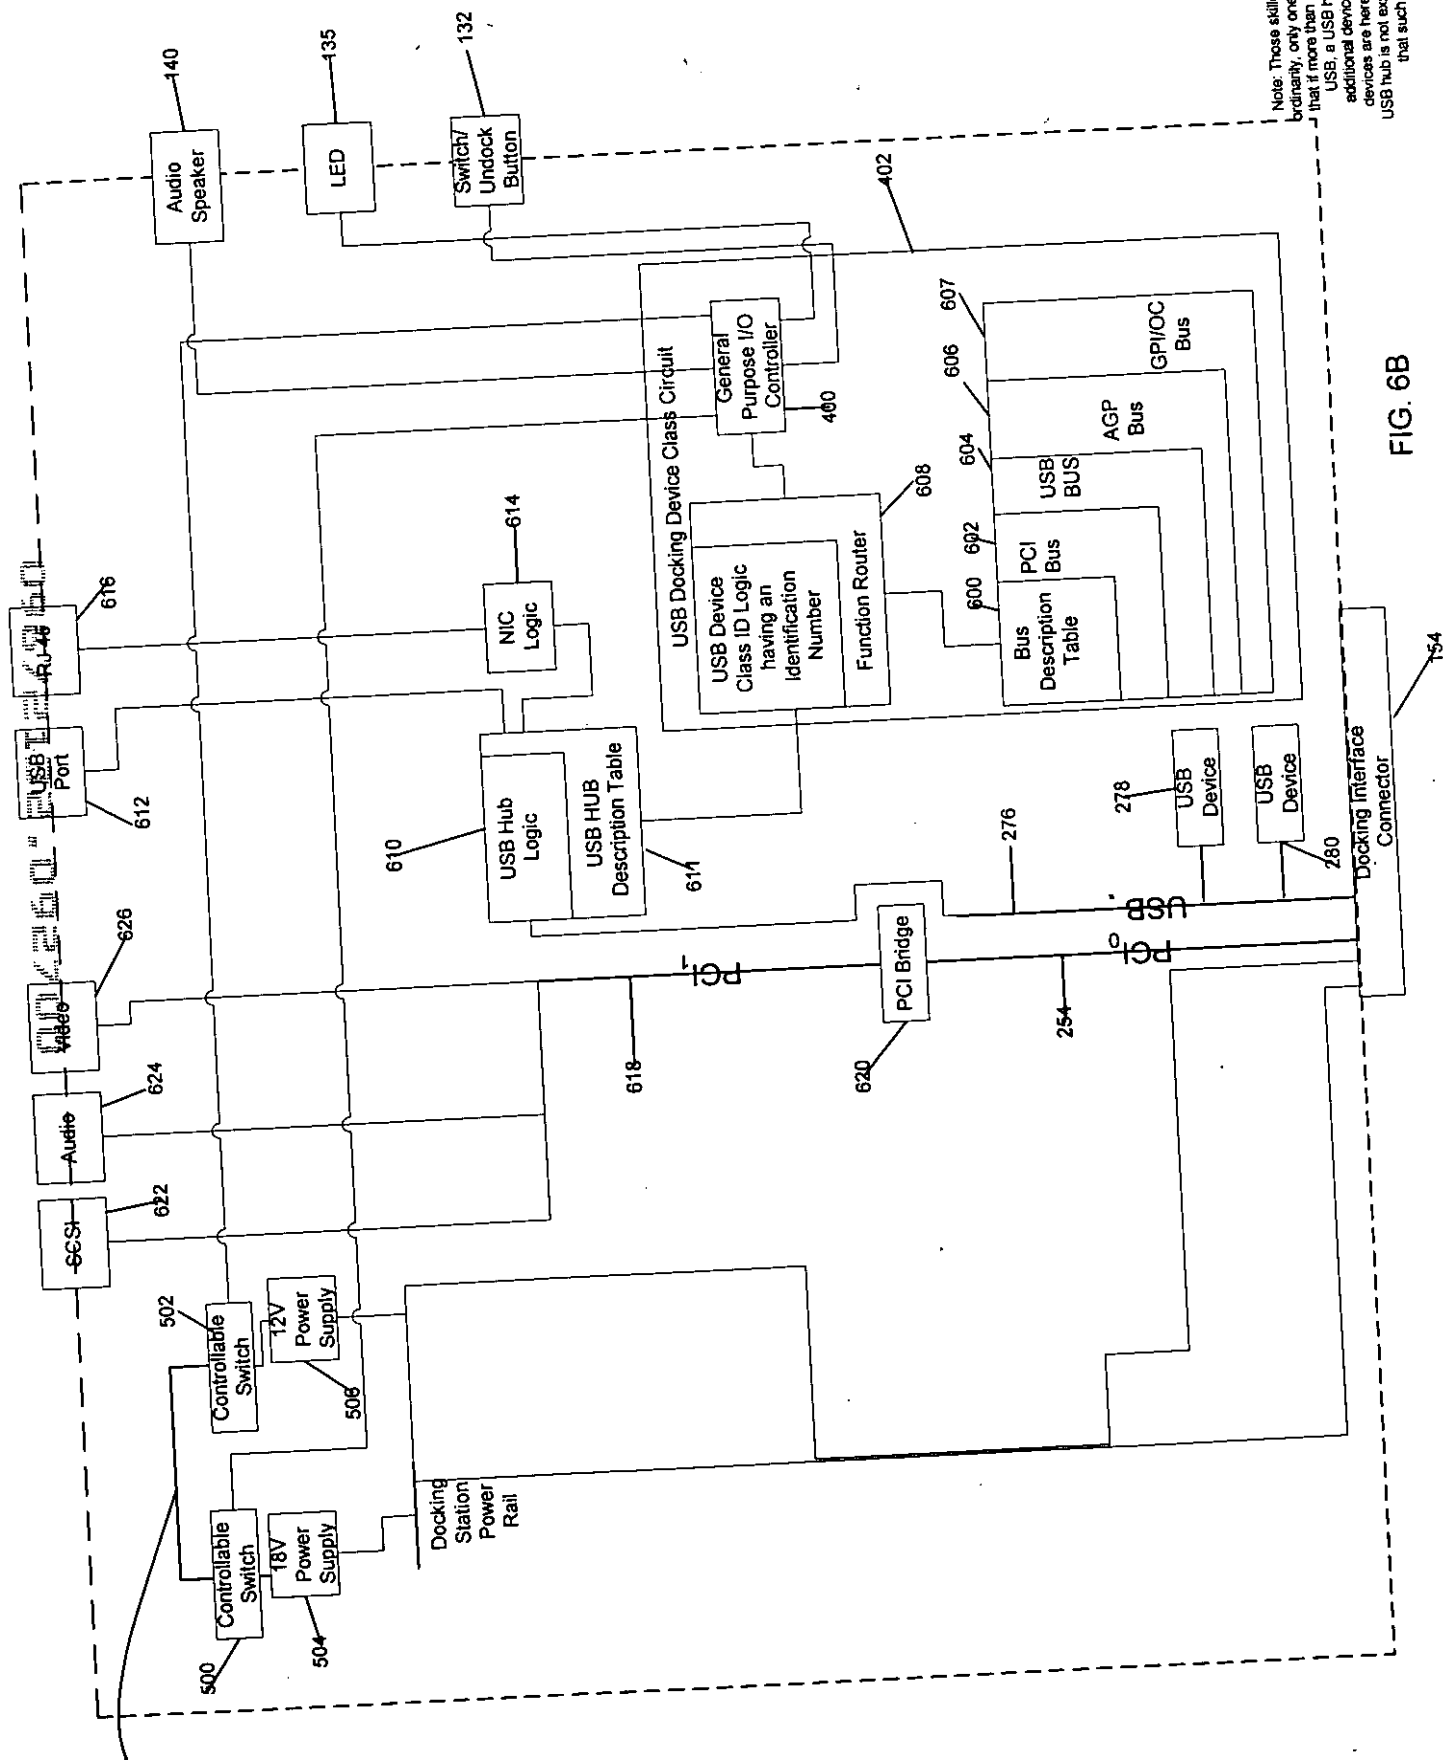 140
135
132
Audio
Speaker
LED
Switch/
Undock
Button
Note: Those
ordinarily, only one
that if more than
USB, a USB
additional
devices are here
USB hub is not
that such
616
RJ-45
USB
Port
612
626
Video
624
Audio
622
SCSI
402
USB Docking Device Class Circuit
General
Purpose I/O
Controller
400
614
NIC
Logic
608
USB Device
Class ID Logic
having an
Identification
Number
Function Router
607
606
604
602
600
GPI/OC
Bus
AGP
Bus
USB
BUS
PCI
Bus
Bus
Description
Table
610
USB Hub
Logic
USB HUB
Description Table
611
502
Controllable
Switch
12V
Power
Supply
506
Controllable
Switch
500
18V
Power
Supply
504
Docking
Station
Power
Rail
PCI 1
618
PCI Bridge
620
PCI 0
254
USB
276
278
USB
Device
USB
Device
280
Docking Interface
Connector
154
FIG. 6B